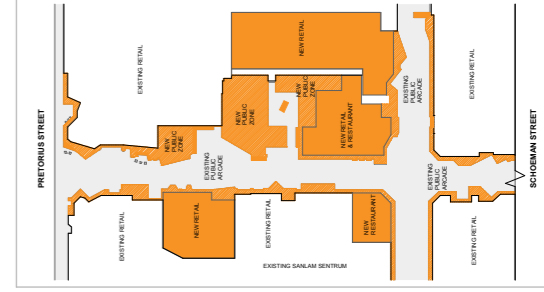 PRETORIUS STREET
EXISTING RETAIL
NEW RETAIL
EXISTING
PUBLIC
ARCADE
EXISTING RETAIL
SCHOEMAN STREET
NEW
PUBLIC
ZONE
NEW
PUBLIC
ZONE
NEW
PUBLIC
ZONE
NEW RETAIL
& RESTAURANT
EXISTING
PUBLIC
ARCADE
EXISTING
PUBLIC
ARCADE
EXISTING RETAIL
NEW RETAIL
EXISTING RETAIL
NEW
RESTAURANT
EXISTING RETAIL
EXISTING SANLAM SENTRUM